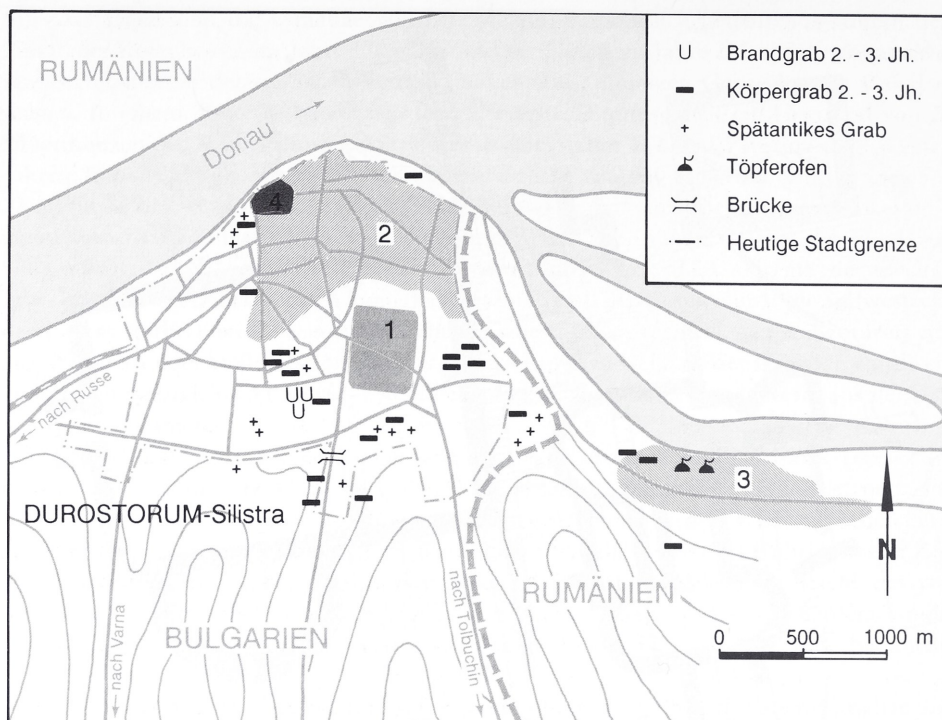 RUMÄNIEN
Donau
U Brandgrab 2. - 3. Jh.
Körpergrab 2. - 3. Jh.
+ Spätantikes Grab
Töpferofen
Brücke
Heutige Stadtgrenze
4
2
1
3
nach Russe
DUROSTORUM-Silistra
N
RUMÄNIEN
BULGARIEN
nach Varna
nach Tolbuchin
0 500 1000 m